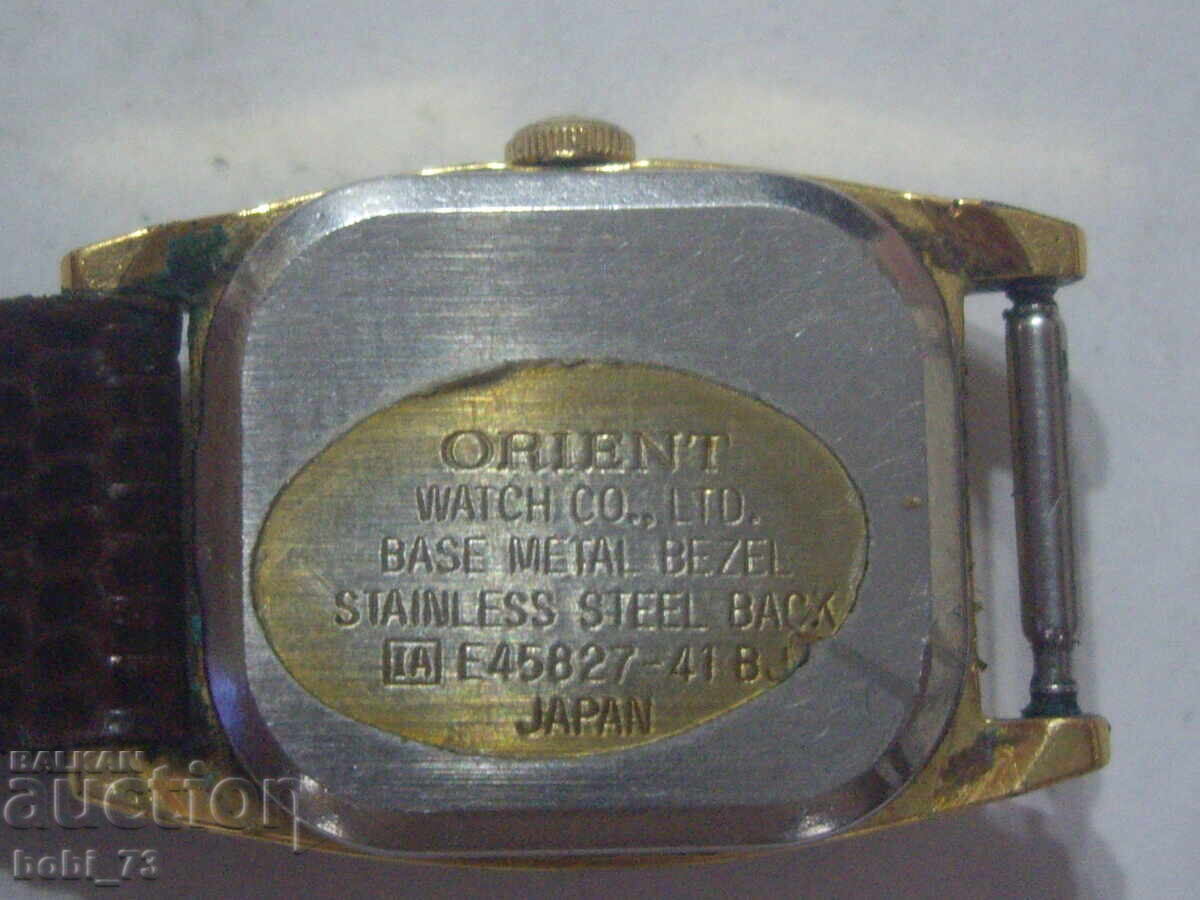 ORIENT
WATCH CO., LTD.
BASE METAL BEZEL
STAINLESS STEEL BACK
IA E45827-41 BJ
JAPAN
BALKAN
auction
bobi_73